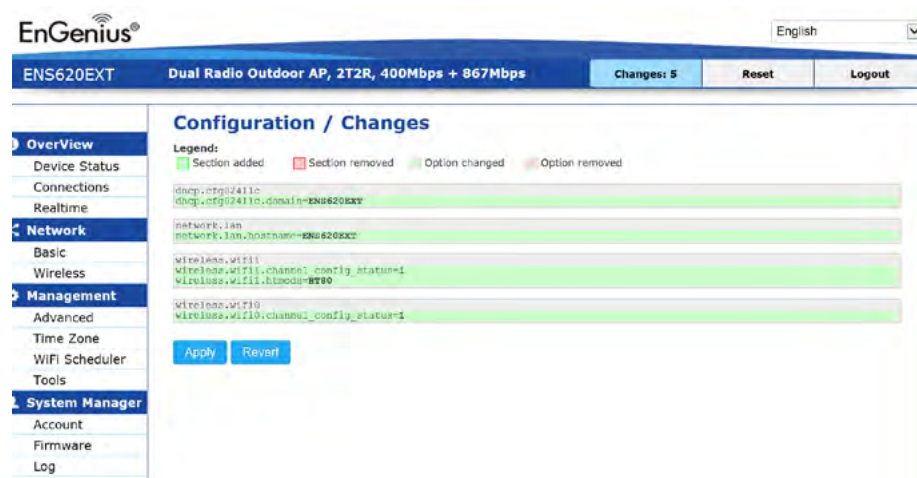 EnGenius®
English
ENS620EXT
Dual Radio Outdoor AP, 2T2R, 400Mbps + 867Mbps
Changes: 5
Reset
Logout
Configuration / Changes
Legend:
Section added
Section removed
Option changed
Option removed
OverView
Device Status
Connections
Realtime
Network
Basic
Wireless
Management
Advanced
Time Zone
WiFi Scheduler
Tools
System Manager
Account
Firmware
Log
dhcp.cfg02411c
dhcp.cfg02411c.domain=ENS620EXT
network.lan
network.lan.hostname=ENS620EXT
wireless.wifi1
wireless.wifi1.channel_config_status=1
wireless.wifi1.htmode=HT80
wireless.wifi0
wireless.wifi0.channel_config_status=1
Apply
Revert